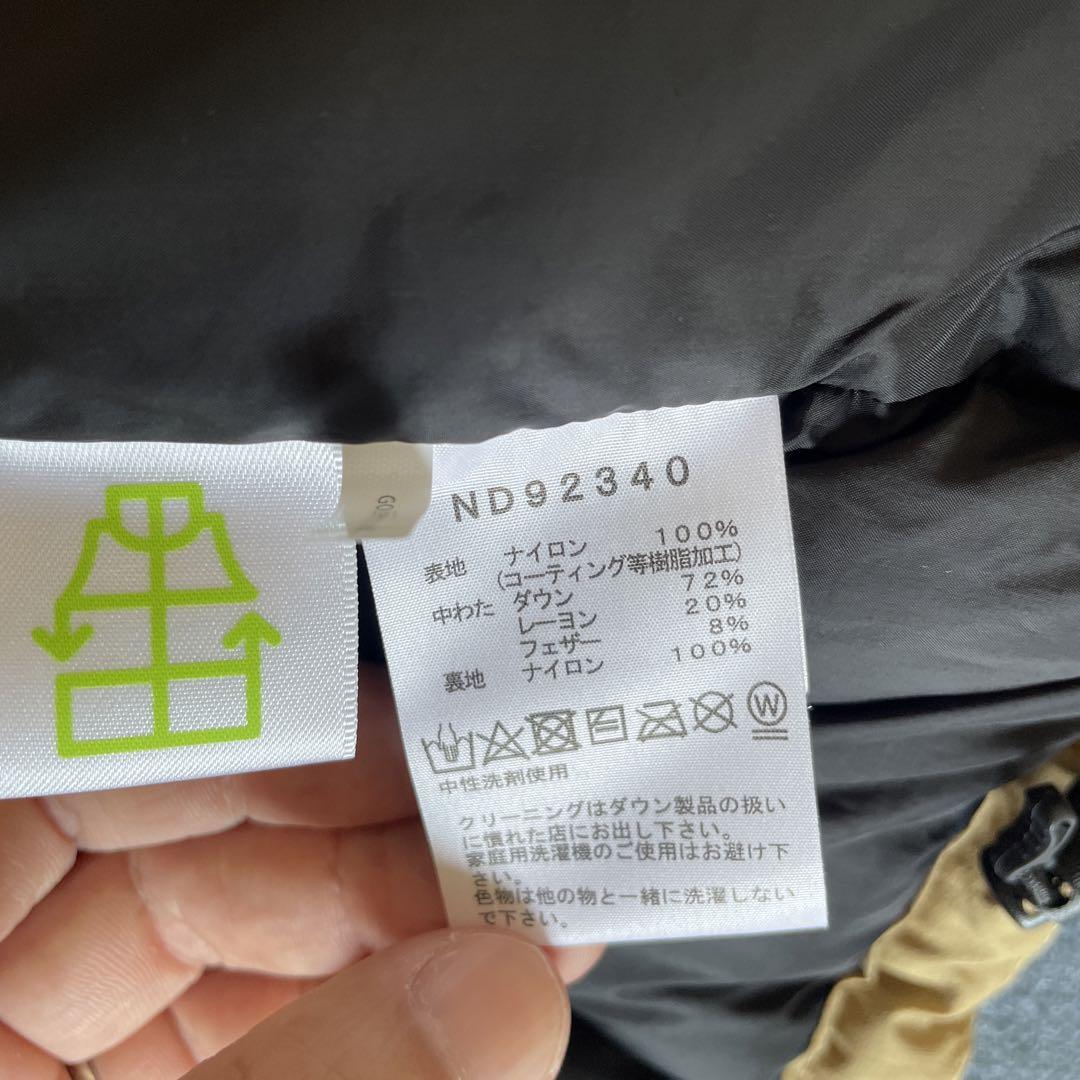 ND92340
表地 ナイロン 100%
(コーティング等樹脂加工)
中わた ダウン 72%
レーヨン 20%
フェザー 8%
裏地 ナイロン 100%
W
中性洗剤使用
クリーニングはダウン製品の扱い
に慣れた店にお出し下さい。
家庭用洗濯機のご使用はお避け下
さい。
色物は他の物と一緒に洗濯しない
で下さい。